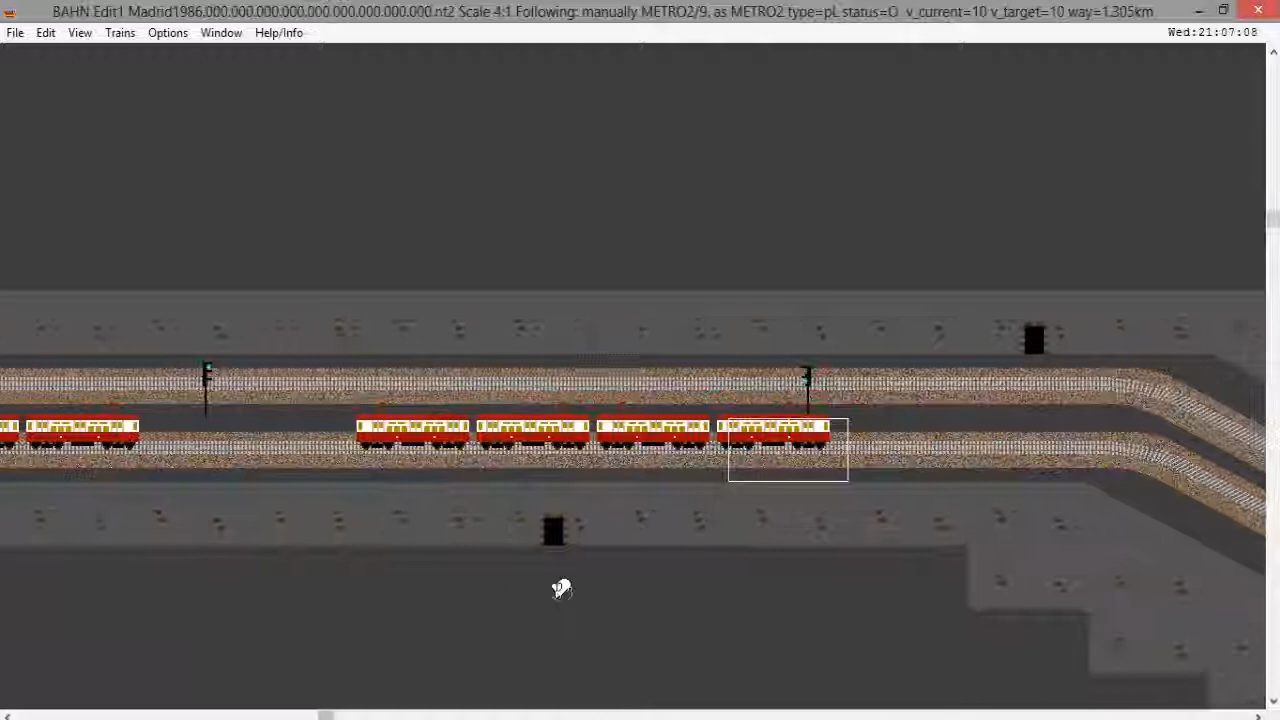 BAHN Edit1 Madrid1986.000.000.000.000.000.000.000.000.nt2 Scale 4:1 Following: manually METRO2/9, as METRO2 type=pL status=O v_current=10 v_target=10 way=1.305km
File Edit View Trains Options Window Help/Info Wed:21:07:08